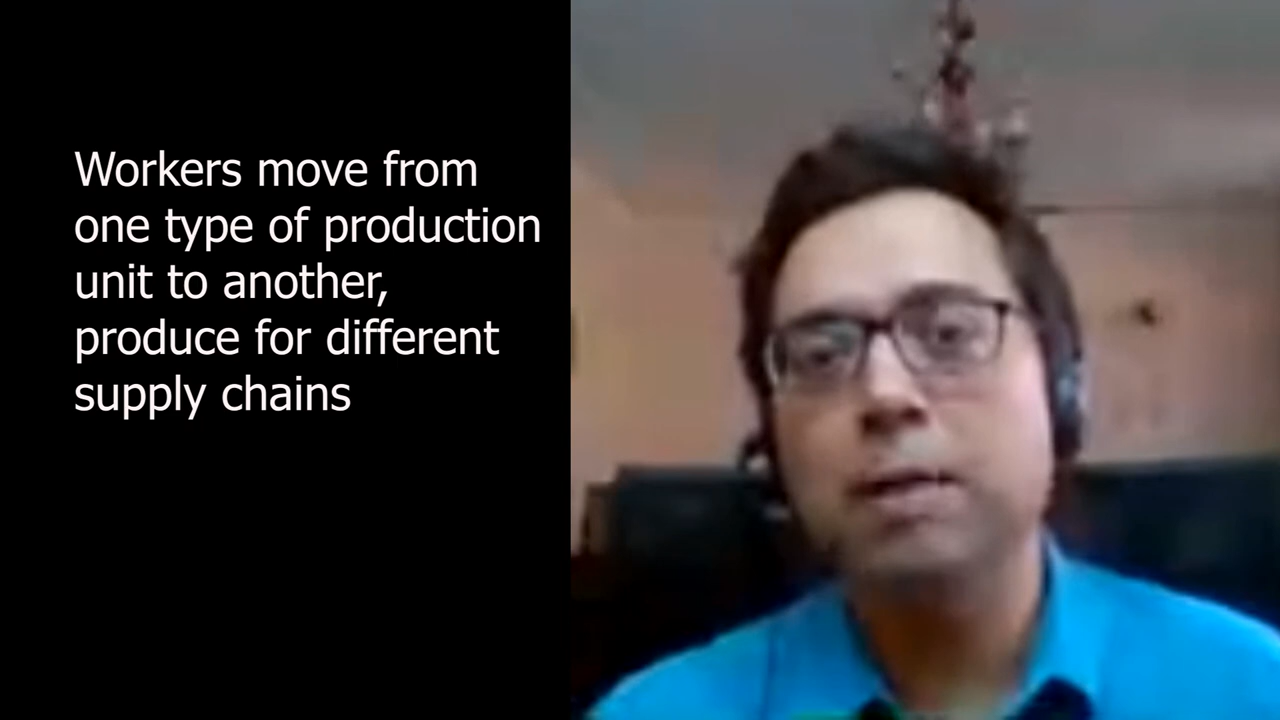 Workers move from
one type of production
unit to another,
produce for different
supply chains